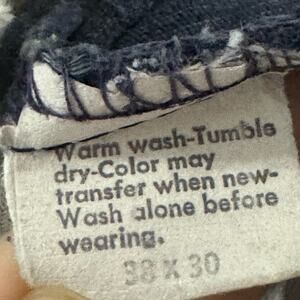 Warm wash-Tumble
dry-Color may
transfer when new-
Wash alone before
wearing.
38 X 30